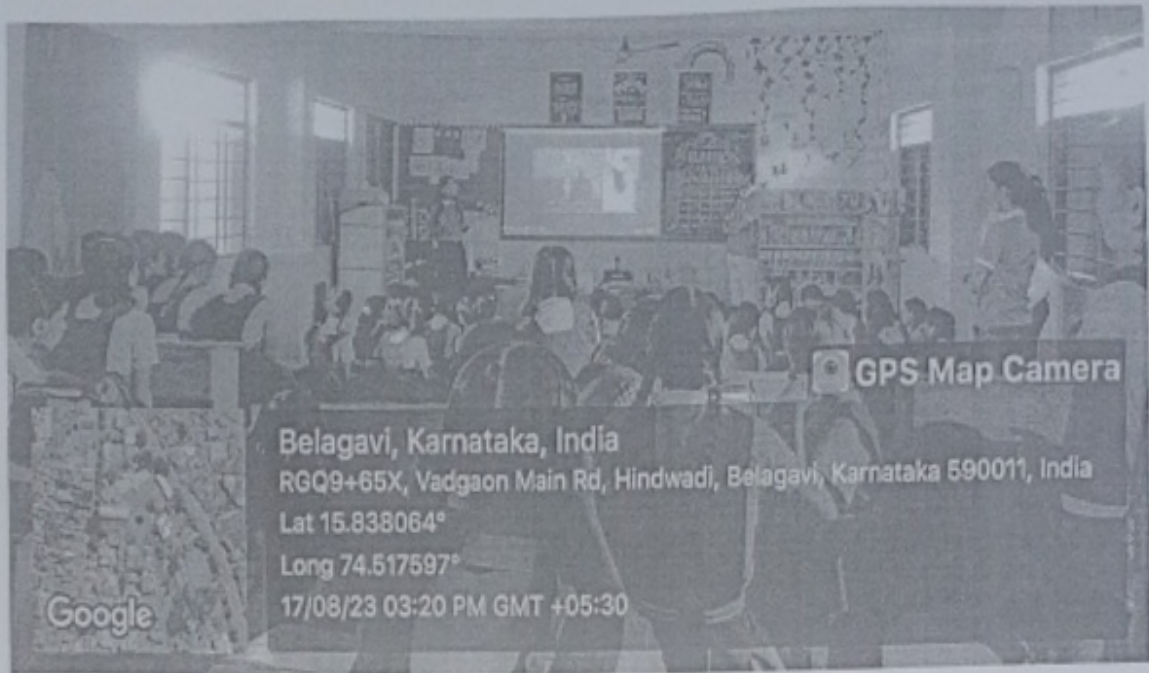 GPS Map Camera
Belagavi, Karnataka, India
RGQ9+65X, Vadgaon Main Rd, Hindwadi, Belagavi, Karnataka 590011, India
Lat 15.838064°
Long 74.517597°
17/08/23 03:20 PM GMT +05:30
Google